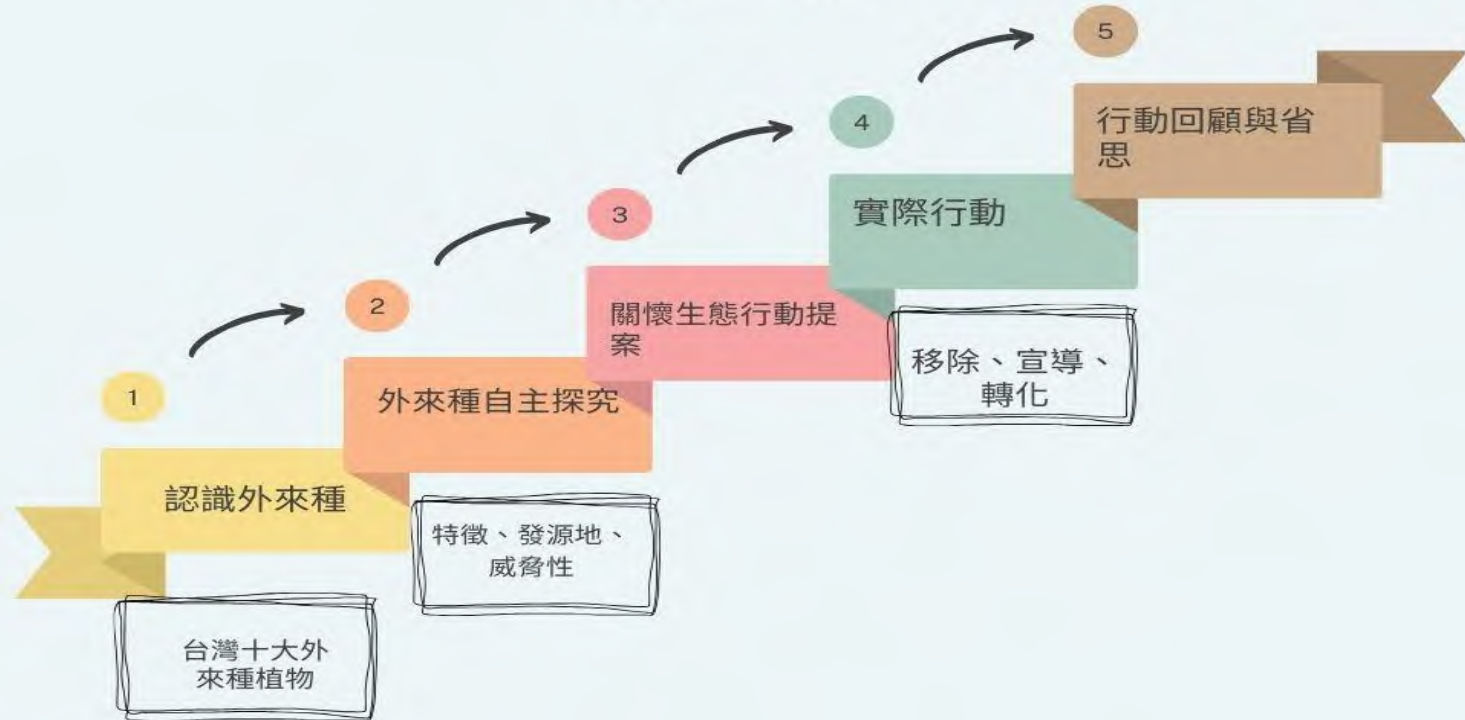 1
認識外來種
台灣十大外
來種植物
2
外來種自主探究
特徵、發源地、
威脅性
3
關懷生態行動提
案
4
實際行動
移除、宣導、
轉化
5
行動回顧與省
思